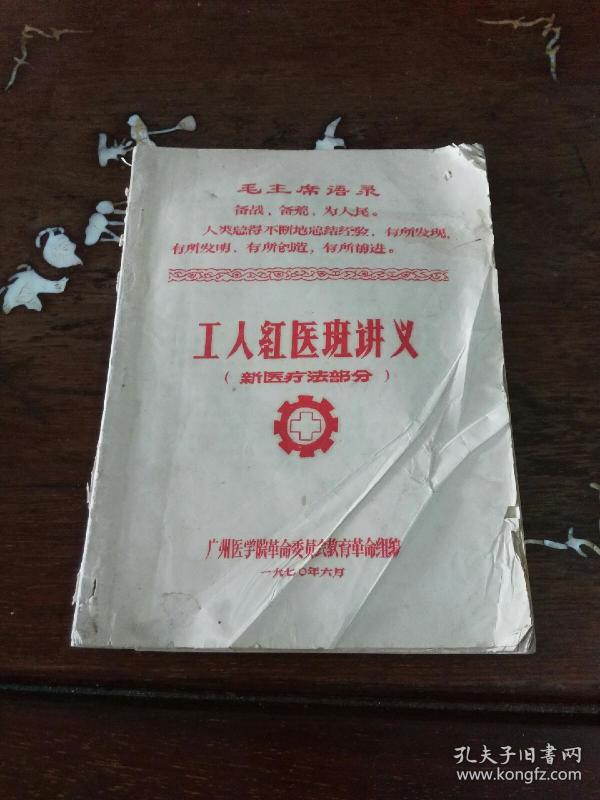 毛主席语录
备战、备荒、为人民。
人类总得不断地总结经验，有所发现，
有所发明，有所创造，有所前进。
工人紅医班讲义
（新医疗法部分）
广州医学院革命委员会教育革命组编
一九七〇年六月
孔夫子旧书网
www.kongfz.com